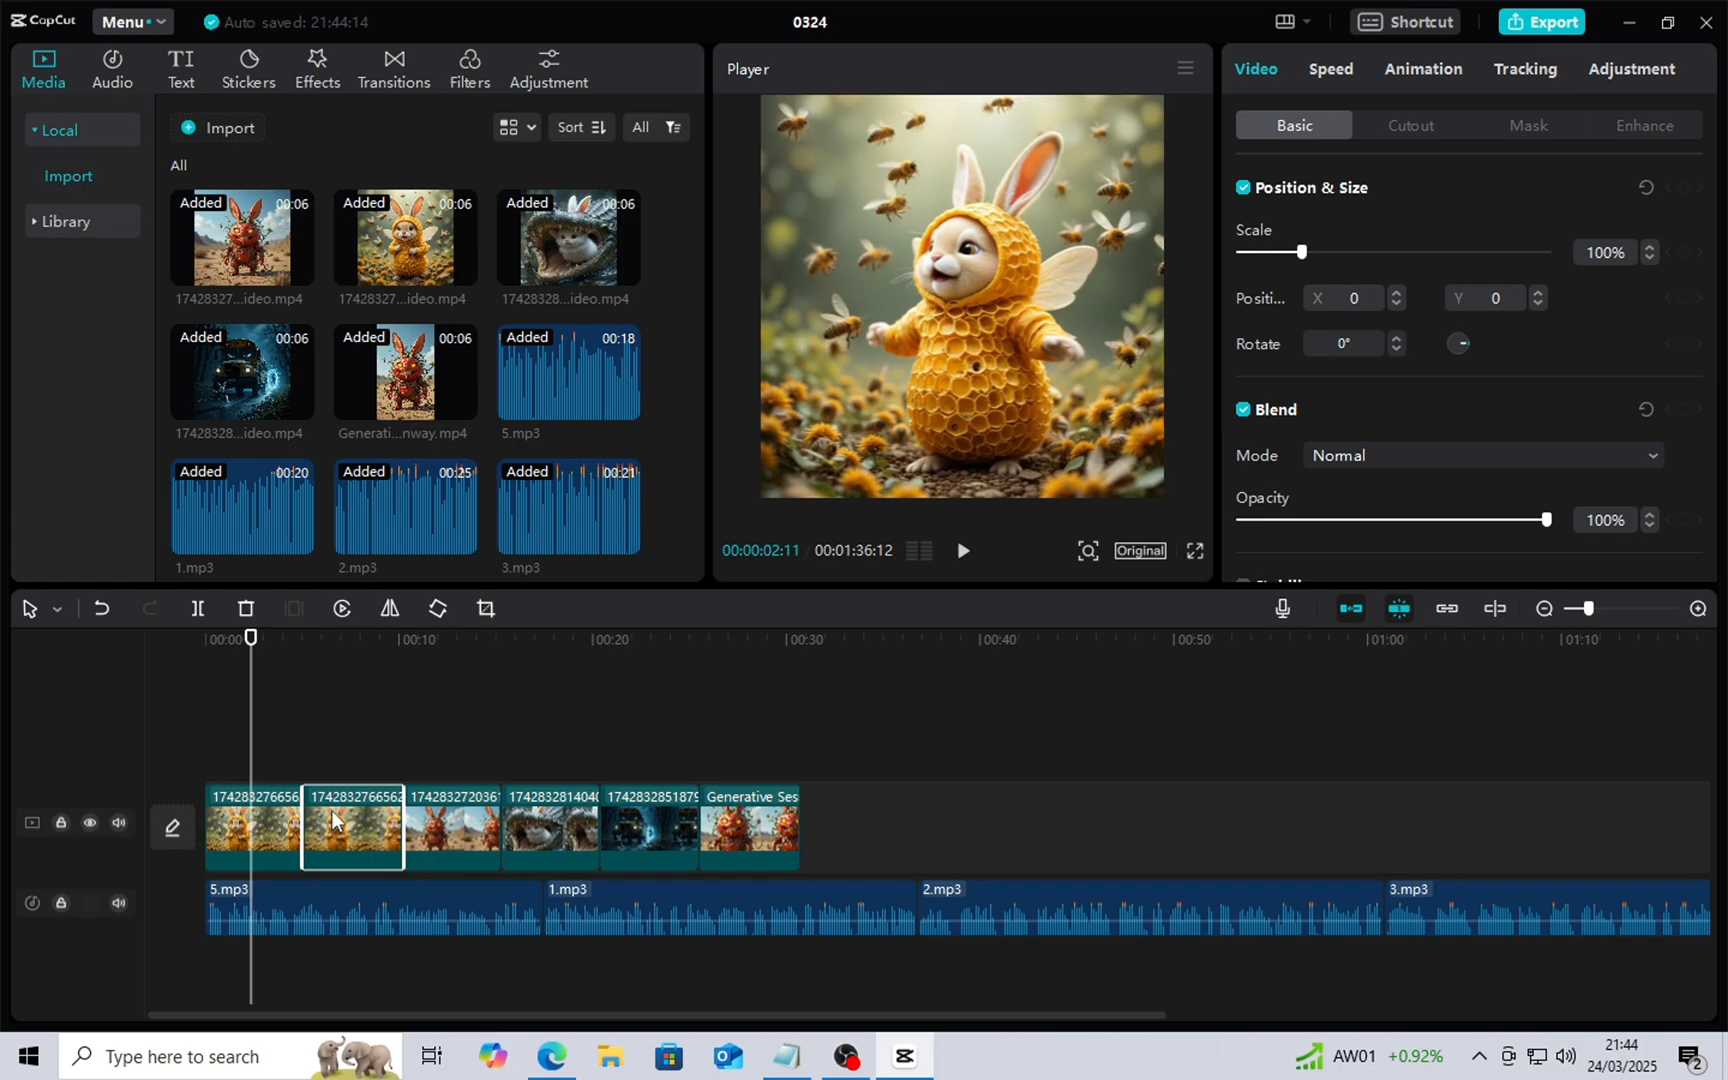 CapCut
Menu
Auto saved: 21:44:14
0324
Shortcut
Export
Media
Audio
Text
Stickers
Effects
Transitions
Filters
Adjustment
Player
Video
Speed
Animation
Tracking
Adjustment
Local
Import
Library
Import
Sort
All
All
Added 00:06
17428327...ideo.mp4
Added 00:06
17428327...ideo.mp4
Added 00:06
17428328...ideo.mp4
Added 00:06
17428328...ideo.mp4
Added 00:06
Generati...nway.mp4
Added 00:18
5.mp3
Added 00:20
1.mp3
Added 00:25
2.mp3
Added 00:21
3.mp3
00:00:02:11 / 00:01:36:12
Original
Basic
Cutout
Mask
Enhance
Position & Size
Scale
100%
Positi...
X 0
Y 0
Rotate
0°
Blend
Mode
Normal
Opacity
100%
00:00
00:10
00:20
00:30
00:40
00:50
01:00
01:10
174283276656
1742832766562
174283272036
174283281404
1742832851879
Generative Ses
5.mp3
1.mp3
2.mp3
3.mp3
Type here to search
AW01 +0.92%
21:44
24/03/2025
2